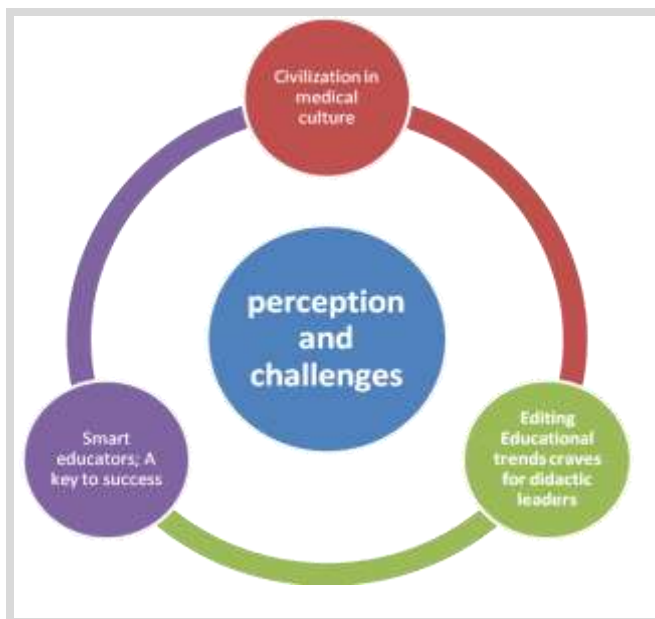 Civilization in
medical
culture
perception
and
challenges
Smart
educators; A
key to success
Editing
Educational
trends craves
for didactic
leaders